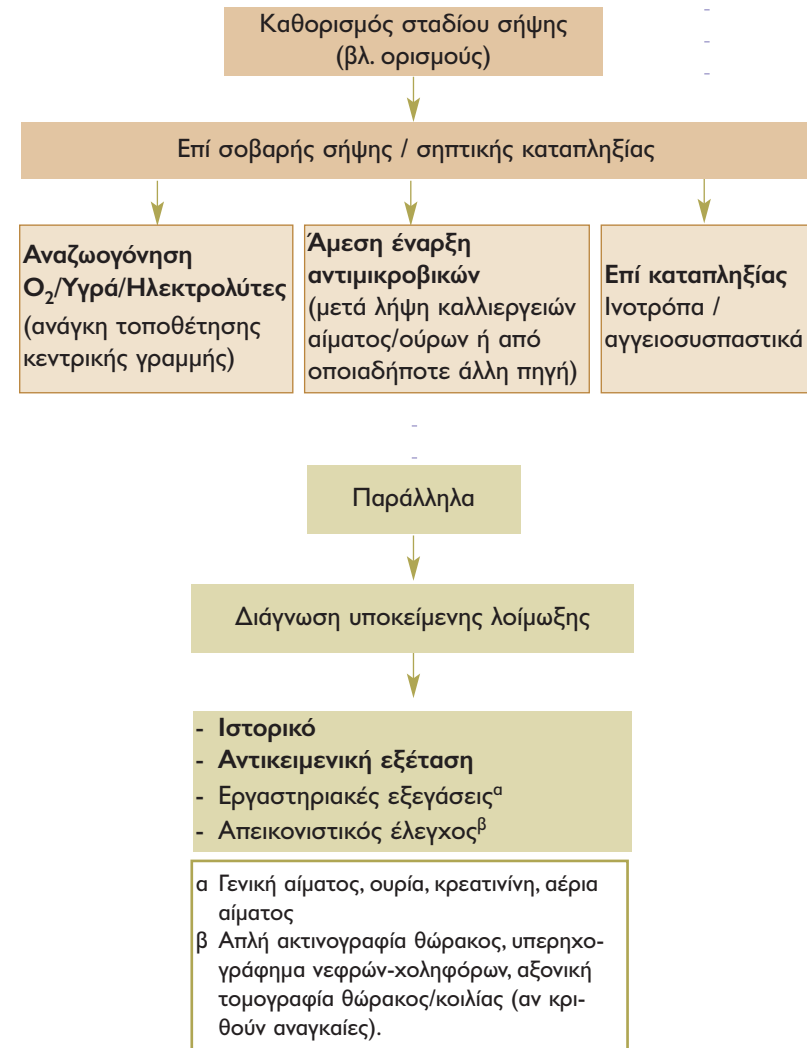 Καθορισμός σταδίου σήψης
(βλ. ορισμούς)
Επί σοβαρής σήψης / σηπτικής καταπληξίας
Αναζωογόνηση
O₂/Υγρά/Ηλεκτρολύτες
(ανάγκη τοποθέτησης
κεντρικής γραμμής)
Άμεση έναρξη
αντιμικροβικών
(μετά λήψη καλλιεργειών
αίματος/ούρων ή από
οποιαδήποτε άλλη πηγή)
Επί καταπληξίας
Ινοτρόπα /
αγγειοσυσπαστικά
Παράλληλα
Διάγνωση υποκείμενης λοίμωξης
- Ιστορικό
- Αντικειμενική εξέταση
- Εργαστηριακές εξεγάσειςᵅ
- Απεικονιστικός έλεγχοςᵝ
α Γενική αίματος, ουρία, κρεατινίνη, αέρια
αίματος
β Απλή ακτινογραφία θώρακος, υπερηχο-
γράφημα νεφρών-χοληφόρων, αξονική
τομογραφία θώρακος/κοιλίας (αν κρι-
θούν αναγκαίες).